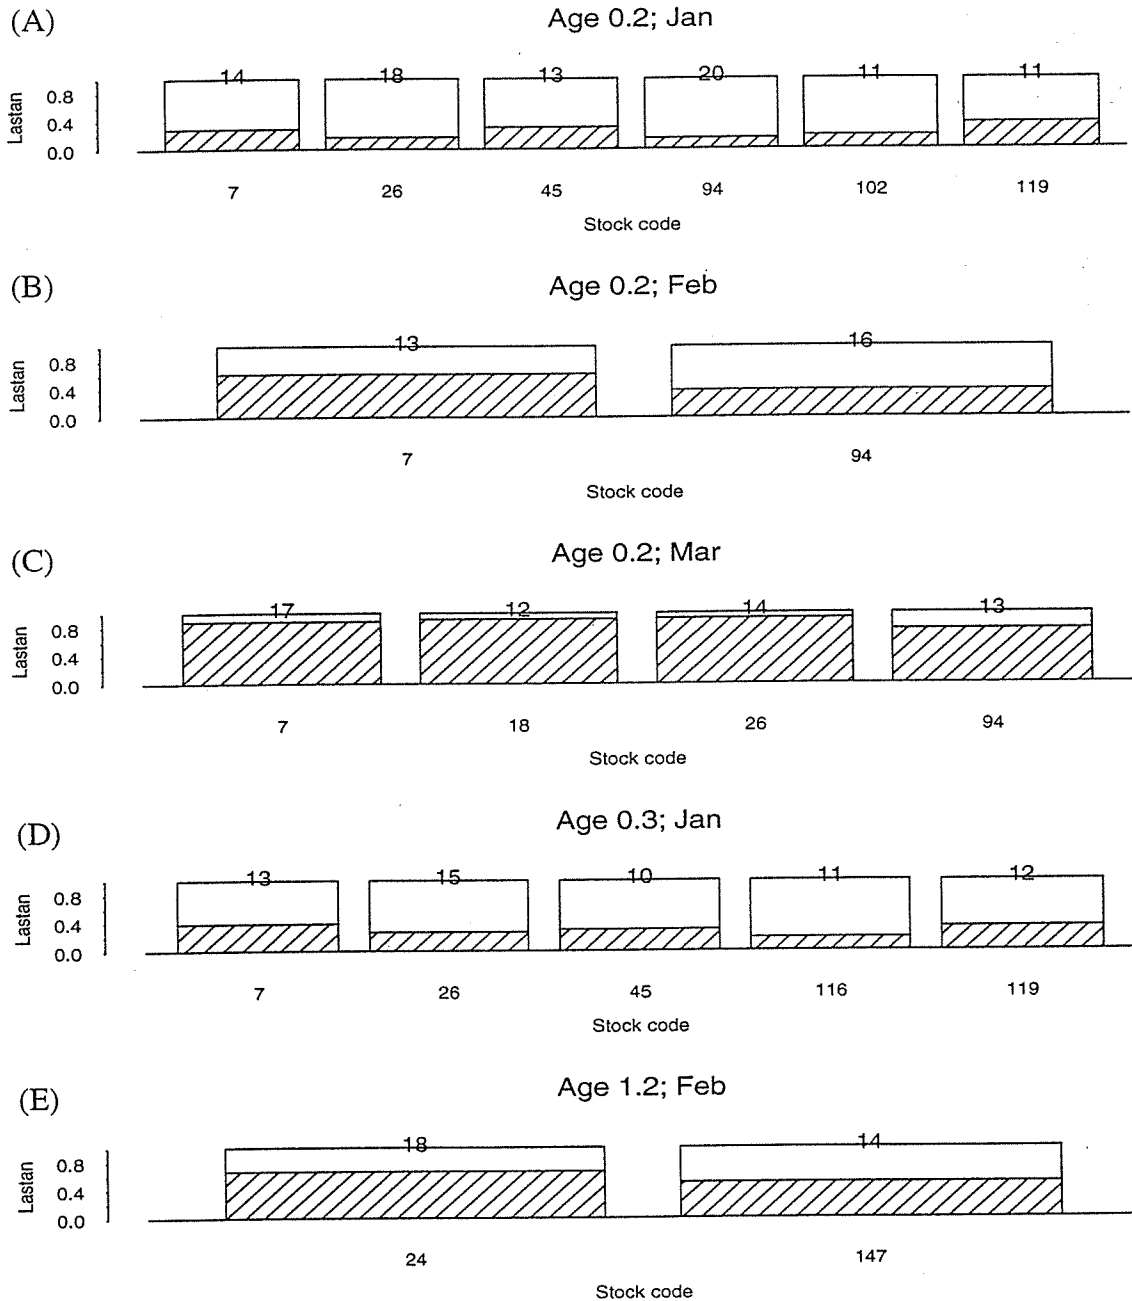 (A)
Age 0.2; Jan
Lastan
0.8
0.4
0.0
14 18 13 20 11 11
7 26 45 94 102 119
Stock code
(B)
Age 0.2; Feb
Lastan
0.8
0.4
0.0
13 16
7 94
Stock code
(C)
Age 0.2; Mar
Lastan
0.8
0.4
0.0
17 12 14 13
7 18 26 94
Stock code
(D)
Age 0.3; Jan
Lastan
0.8
0.4
0.0
13 15 10 11 12
7 26 45 116 119
Stock code
(E)
Age 1.2; Feb
Lastan
0.8
0.4
0.0
18 14
24 147
Stock code